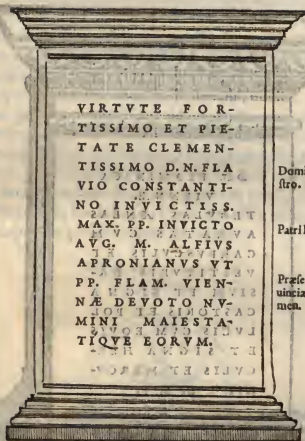 VIRTVTE FOR-
TISSIMO ET PIE-
TATE CLEMEN-
TISSIMO D.N. FLA
VIO CONSTANTI-
NO INVICTISS.
MAX. PP. INVICTO
AVG. M. ALFIVS
APRONIANVS VT
PP. FLAM. VIEN-
NÆ DEVOTO NV-
MINI MAIESTA-
TIQVE EORVM.
Domi
ſtro.
Patri
Præfe
uincia
men.